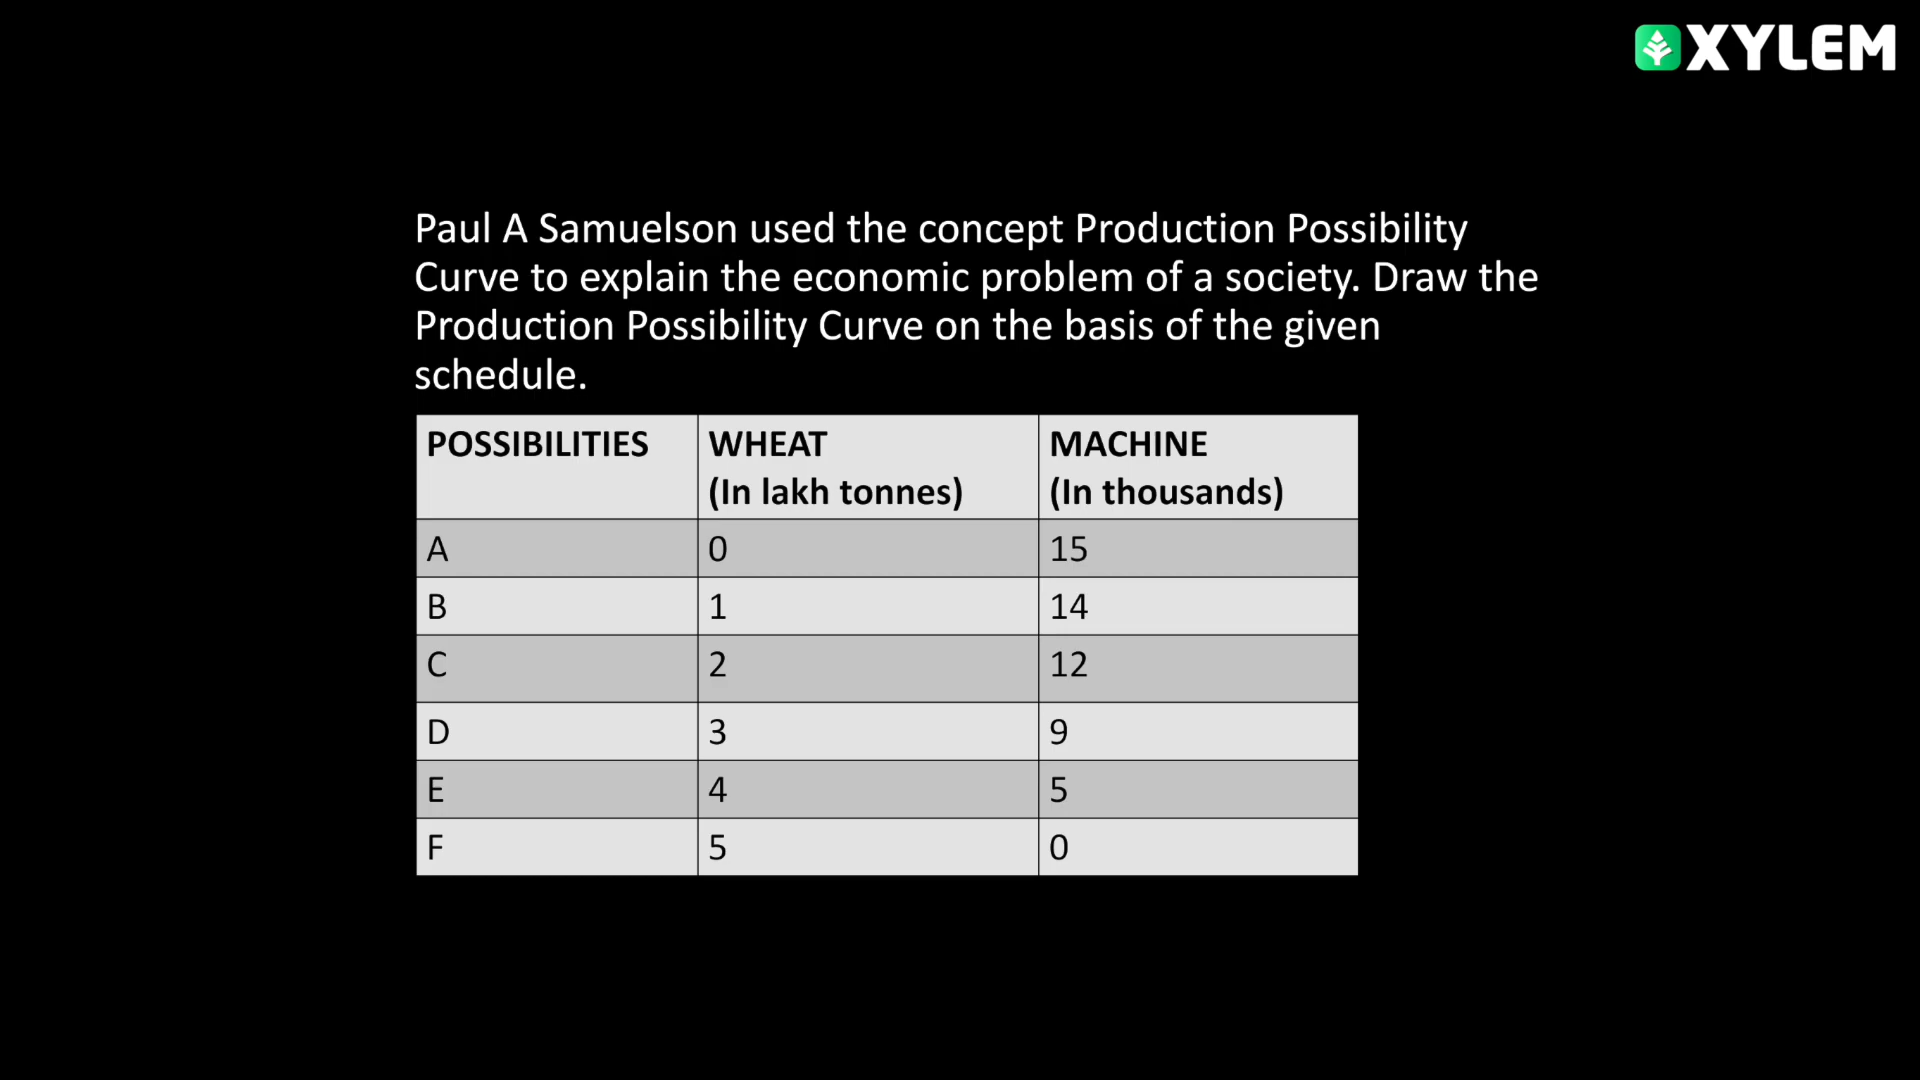 XYLEM
Paul A Samuelson used the concept Production Possibility
Curve to explain the economic problem of a society. Draw the
Production Possibility Curve on the basis of the given
schedule.
POSSIBILITIES WHEAT MACHINE
(In lakh tonnes) (In thousands)
A 0 15
B 1 14
C 2 12
D 3 9
E 4 5
F 5 0